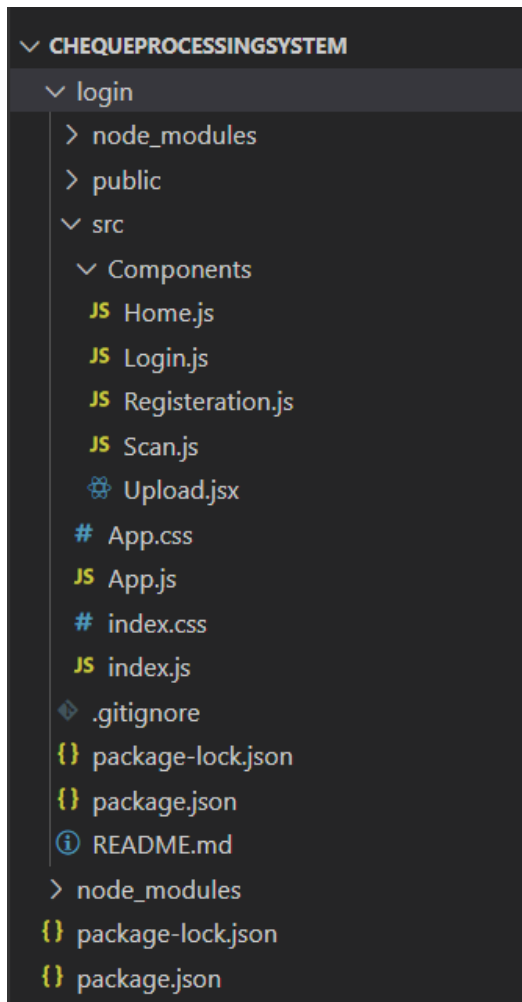 CHEQUEPROCESSINGSYSTEM
login
node_modules
public
src
Components
JS Home.js
JS Login.js
JS Registeration.js
JS Scan.js
Upload.jsx
# App.css
JS App.js
# index.css
JS index.js
.gitignore
{} package-lock.json
{} package.json
README.md
node_modules
{} package-lock.json
{} package.json